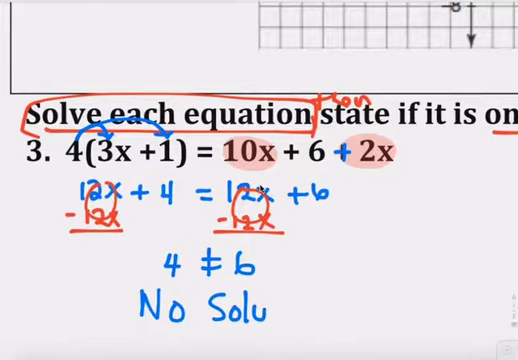 -8
Solve each equation state if it is on
3. 4(3x +1) = 10x + 6 + 2x
12x + 4 = 12x + 6
- 12x - 12x
4 ≠ 6
No Solu